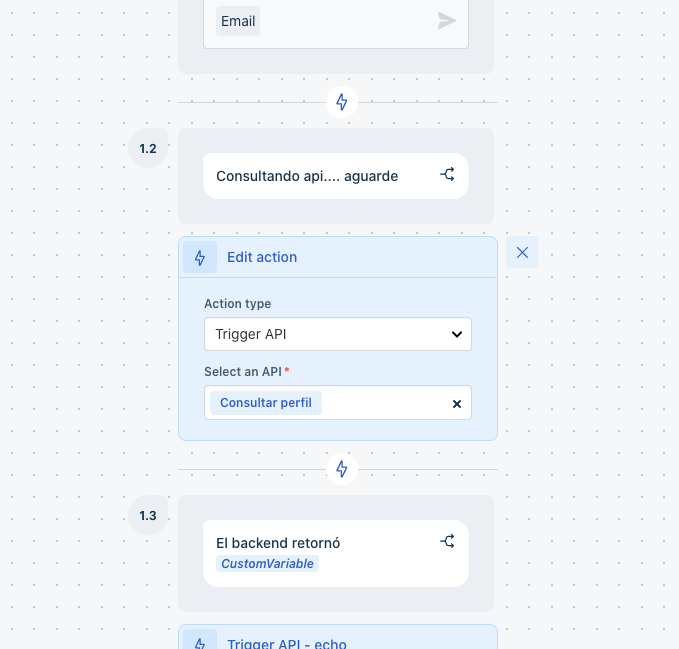 Email
1.2
Consultando api.... aguarde
Edit action
Action type
Trigger API
Select an API *
Consultar perfil
1.3
El backend retornó
CustomVariable
Trigger API - echo